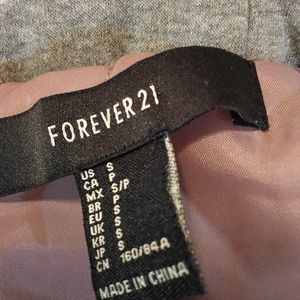 FOREVER 21
US S
CA P
MX S/P
BR P
EU S
UK S
KR S
JP S
CN 160/84A
MADE IN CHINA